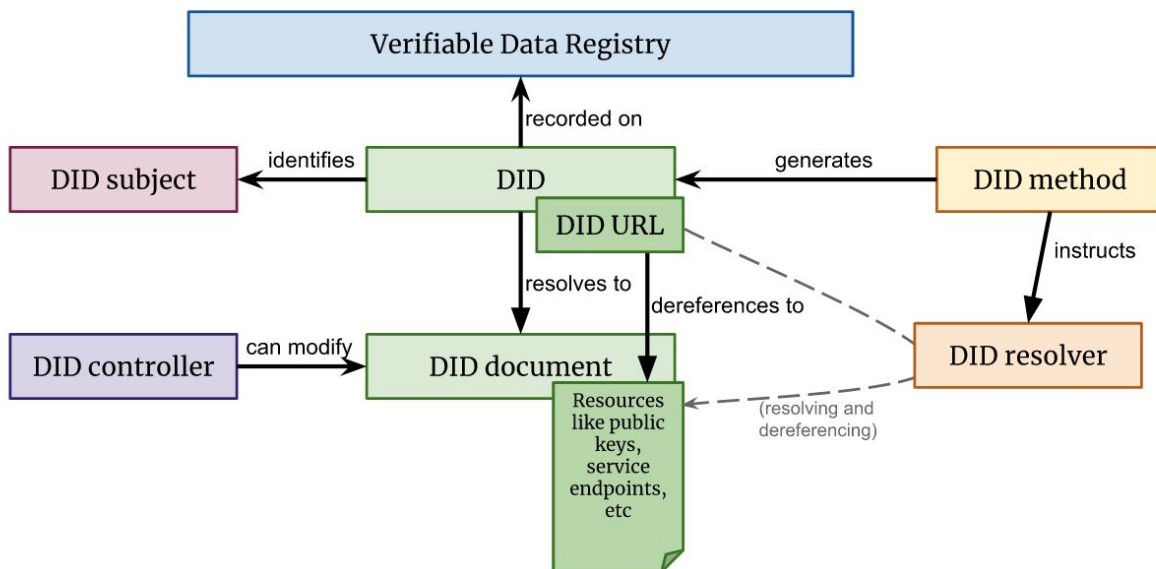 Verifiable Data Registry
recorded on
identifies
generates
DID subject
DID
DID method
DID URL
instructs
resolves to
dereferences to
can modify
DID controller
DID document
DID resolver
Resources
like public
keys,
service
endpoints,
etc
(resolving and
dereferencing)